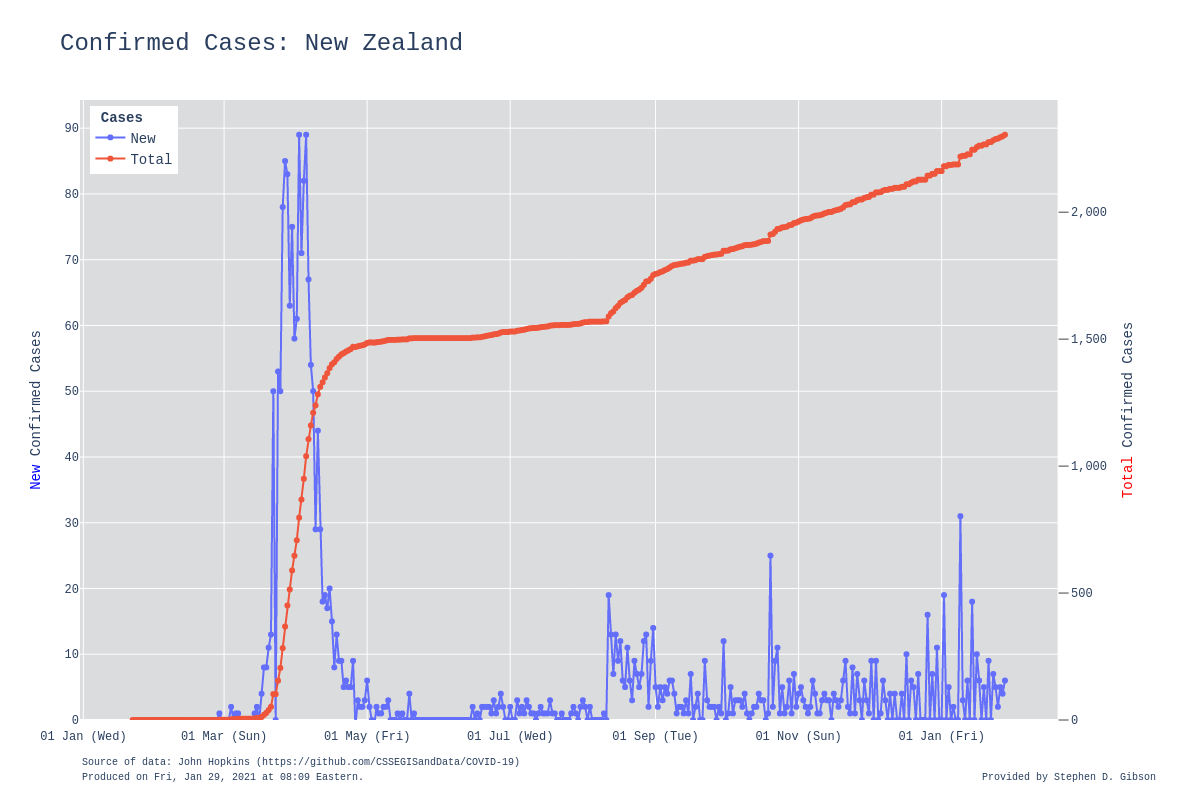 Confirmed Cases: New Zealand
Cases
New
Total
90
80
70
60
50
40
30
20
10
0
New Confirmed Cases
2,000
1,500
1,000
500
0
Total Confirmed Cases
01 Jan (Wed)
01 Mar (Sun)
01 May (Fri)
01 Jul (Wed)
01 Sep (Tue)
01 Nov (Sun)
01 Jan (Fri)
Source of data: John Hopkins (https://github.com/CSSEGISandData/COVID-19)
Produced on Fri, Jan 29, 2021 at 08:09 Eastern.
Provided by Stephen D. Gibson